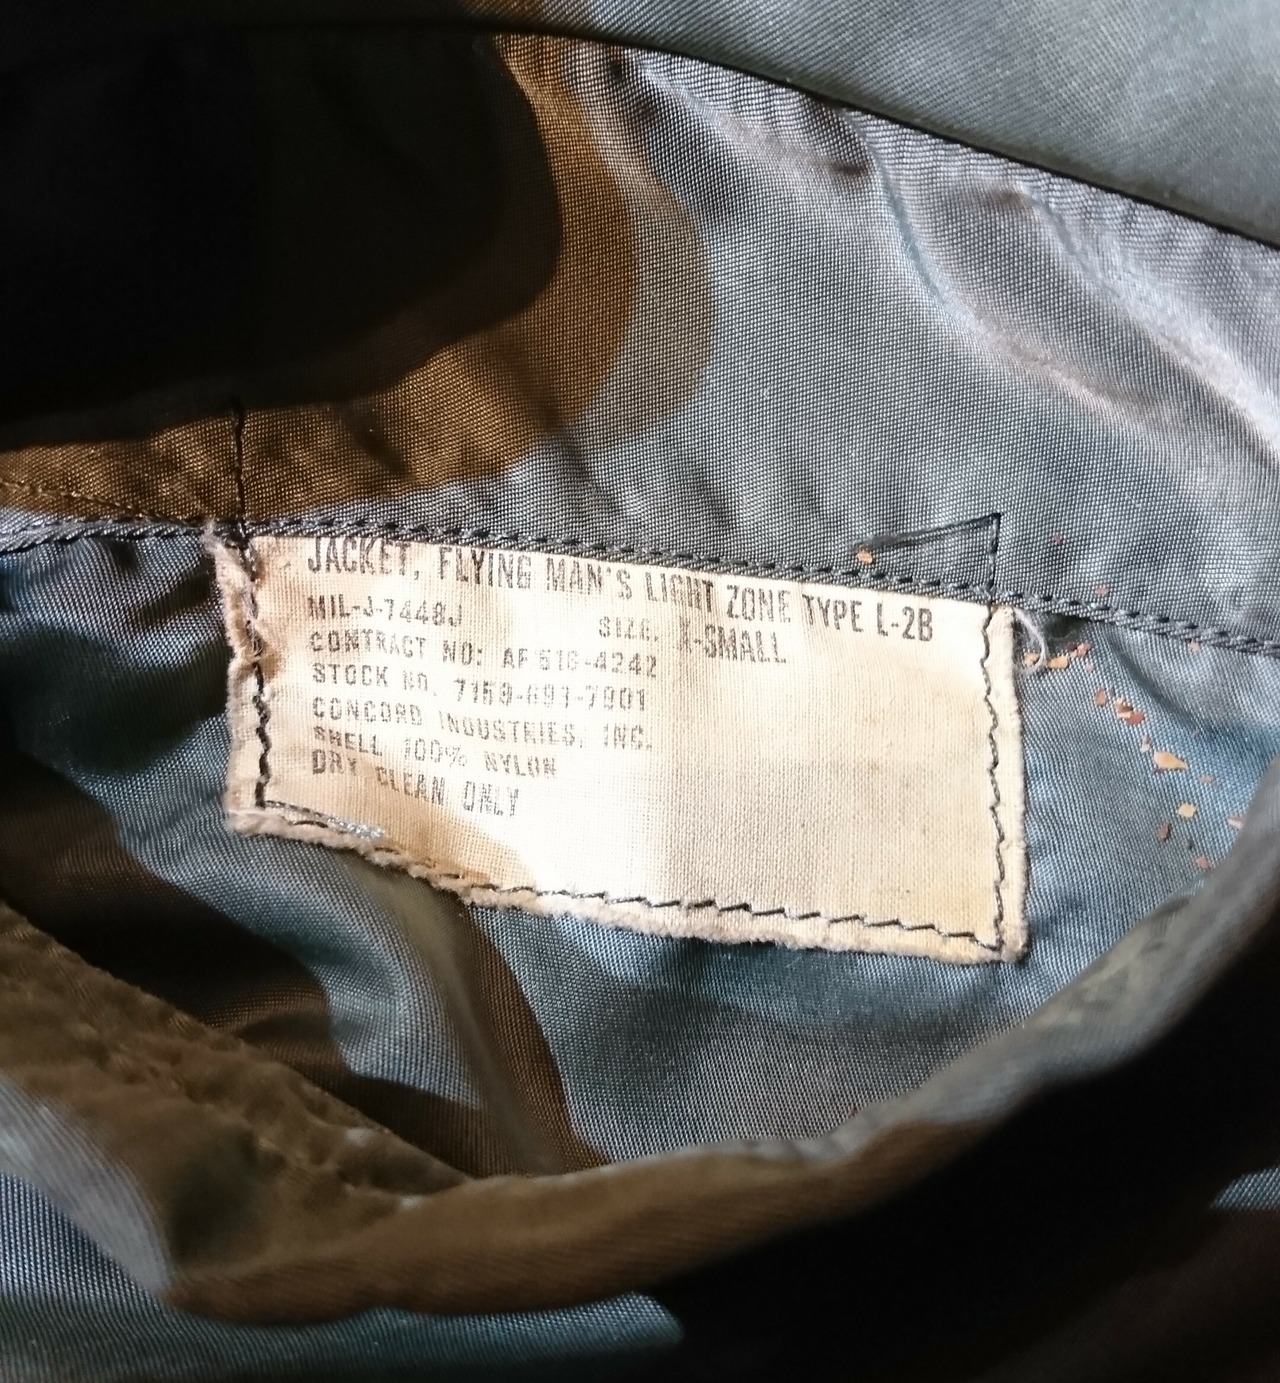 JACKET, FLYING MAN'S LIGHT ZONE TYPE L-2B
MIL-J-7448J SIZE. X-SMALL
CONTRACT NO: AF
STOCK NO.
CONCORD INDUSTRIES, INC.
SHELL 100% NYLON
DRY CLEAN ONLY